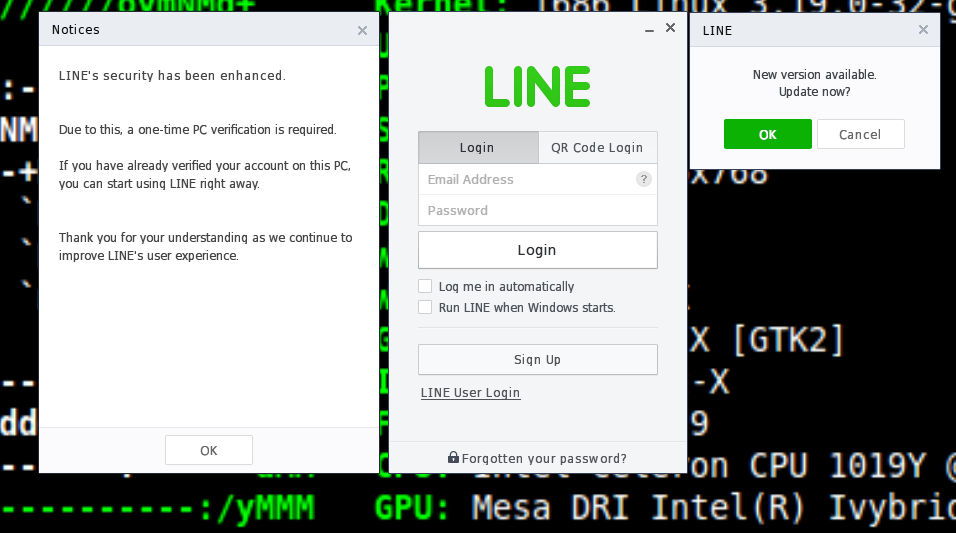 //////oymNMd+ Kernel: i686 Linux 3.19.0-32-g
Notices
LINE's security has been enhanced.
Due to this, a one-time PC verification is required.
If you have already verified your account on this PC,
you can start using LINE right away.
Thank you for your understanding as we continue to
improve LINE's user experience.
OK
LINE
Login
QR Code Login
Email Address
?
Password
Login
Log me in automatically
Run LINE when Windows starts.
Sign Up
LINE User Login
Forgotten your password?
LINE
New version available.
Update now?
OK
Cancel
x768
X [GTK2]
-X
9
CPU: Intel Celeron CPU 1019Y @
----------:/yMMM GPU: Mesa DRI Intel(R) Ivybrid